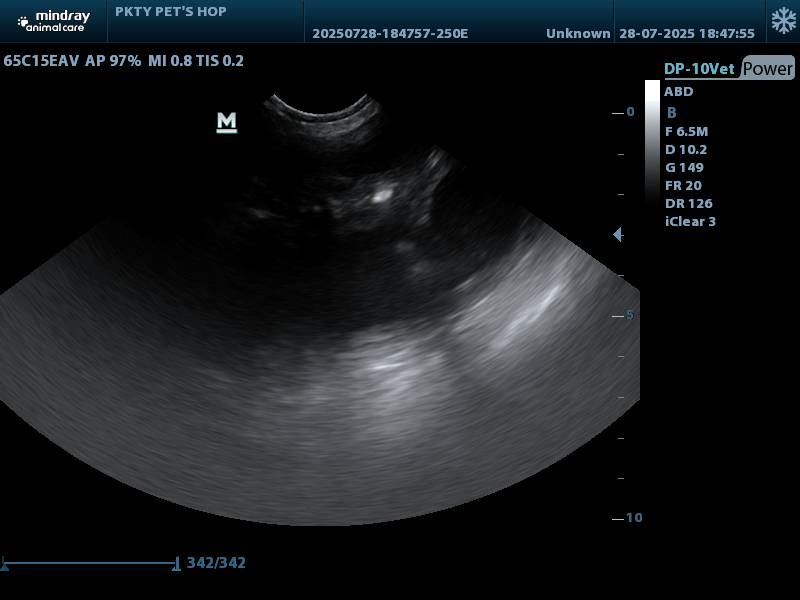 mindray
animal care
PKTY PET'S HOP
20250728-184757-250E
Unknown
28-07-2025 18:47:55
65C15EAV AP 97% MI 0.8 TIS 0.2
DP-10Vet
Power
M
ABD
B
F 6.5M
D 10.2
G 149
FR 20
DR 126
iClear 3
0
5
10
342/342